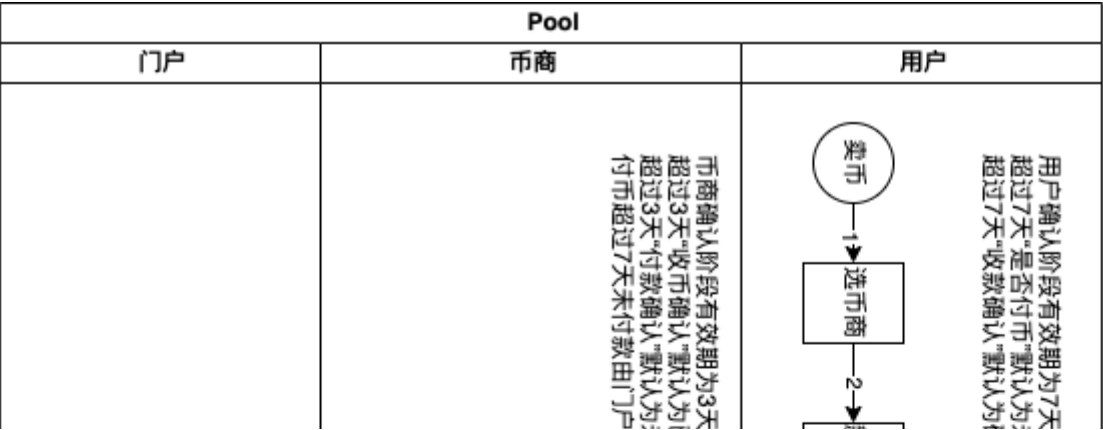 Pool
门户
币商
用户
卖币
1
选币商
2
用户确认阶段有效期为7天
超过7天“是否付币”默认为
超过7天“收款确认”默认为
币商确认阶段有效期为3天
超过3天“收币确认”默认为
超过3天“付款确认”默认为
付币超过7天未付款由门户